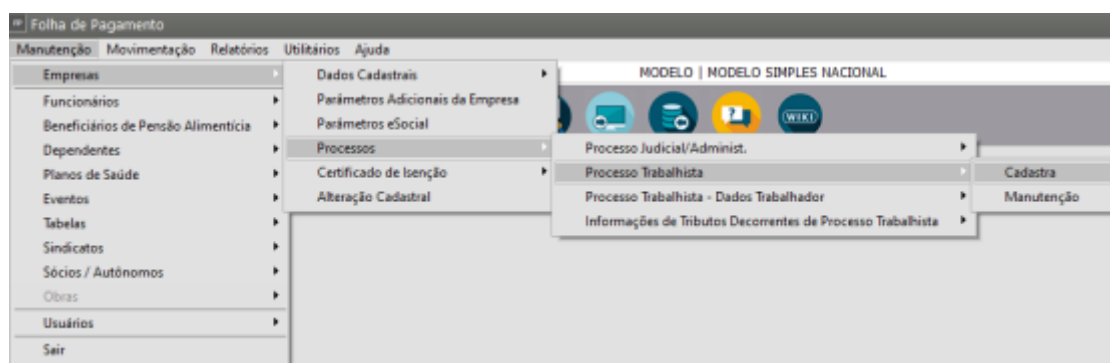 Folha de Pagamento
Manutenção Movimentação Relatórios Utilitários Ajuda
MODELO | MODELO SIMPLES NACIONAL
Empresas
Funcionários
Beneficiários de Pensão Alimentícia
Dependentes
Planos de Saúde
Eventos
Tabelas
Sindicatos
Sócios / Autônomos
Obras
Usuários
Sair
Dados Cadastrais
Parâmetros Adicionais da Empresa
Parâmetros eSocial
Processos
Certificado de Isenção
Alteração Cadastral
WIKI
Processo Judicial/Administ.
Processo Trabalhista
Processo Trabalhista - Dados Trabalhador
Informações de Tributos Decorrentes de Processo Trabalhista
Cadastra
Manutenção